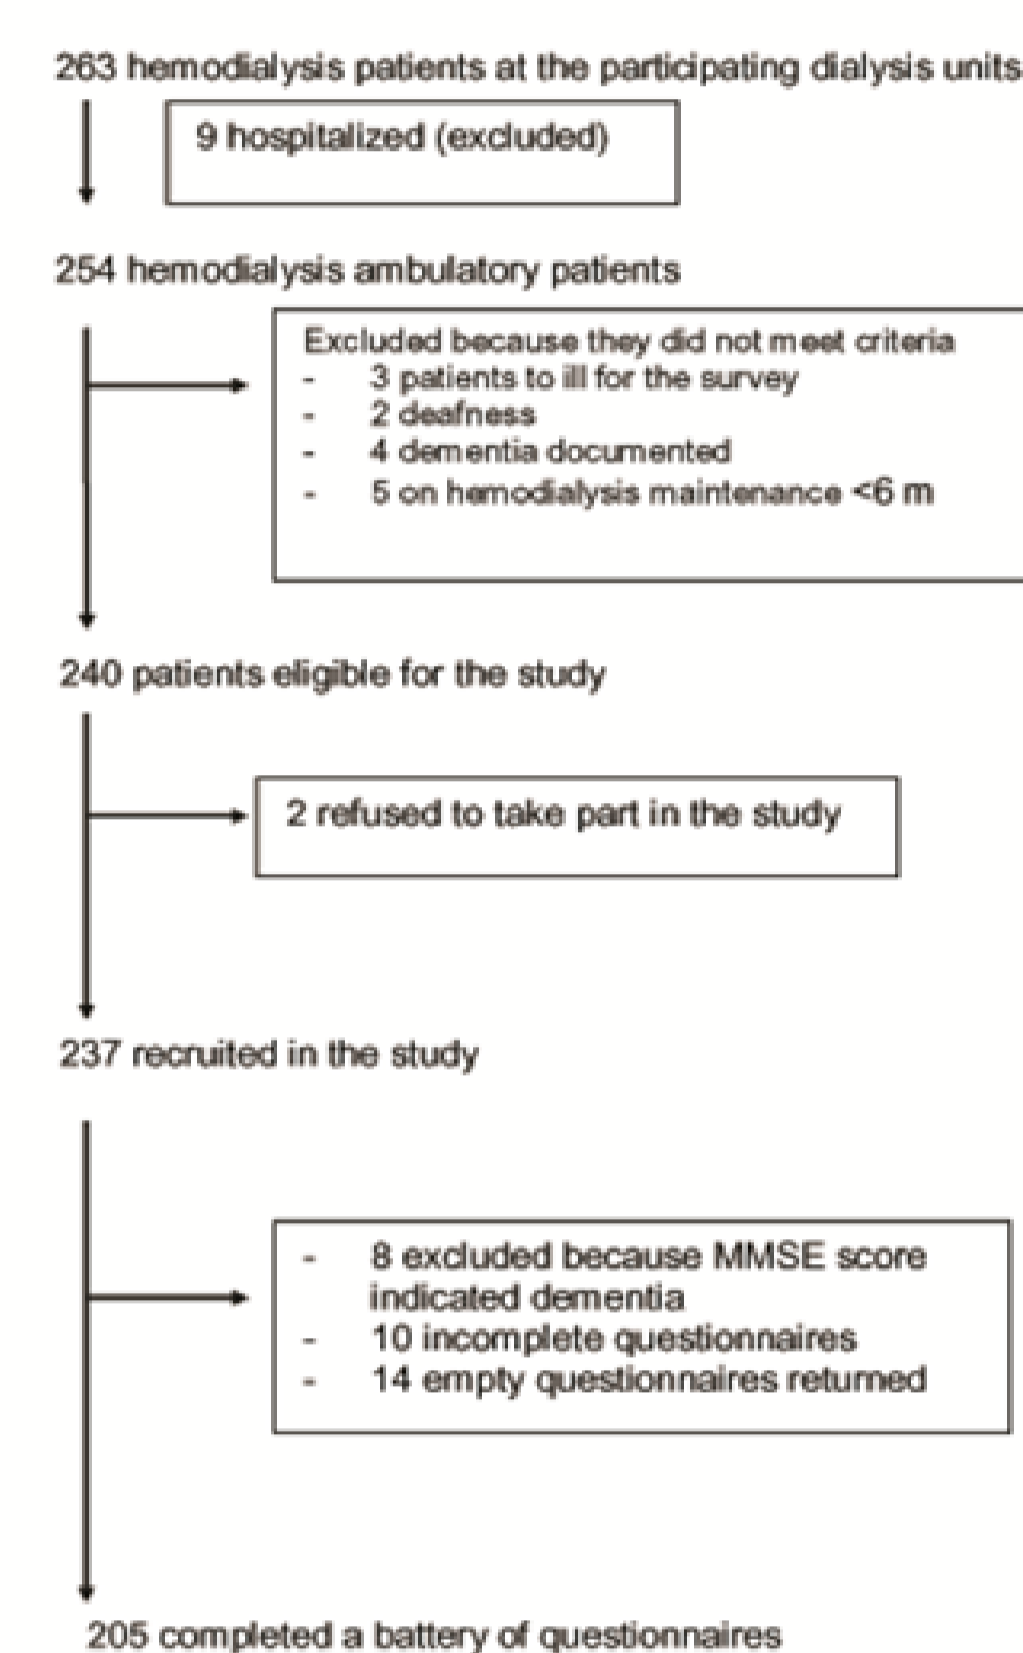 263 hemodialysis patients at the participating dialysis units
9 hospitalized (excluded)
254 hemodialysis ambulatory patients
Excluded because they did not meet criteria
- 3 patients to ill for the survey
- 2 deafness
- 4 dementia documented
- 5 on hemodialysis maintenance <6 m
240 patients eligible for the study
2 refused to take part in the study
237 recruited in the study
- 8 excluded because MMSE score
indicated dementia
- 10 incomplete questionnaires
- 14 empty questionnaires returned
205 completed a battery of questionnaires